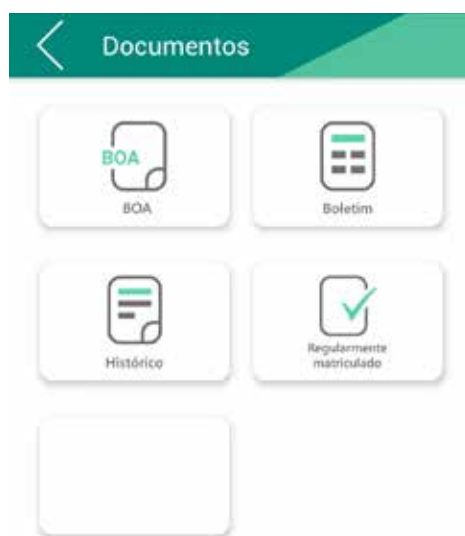 Documentos
BOA
BOA
Boletim
Histórico
Regularmente
matriculado